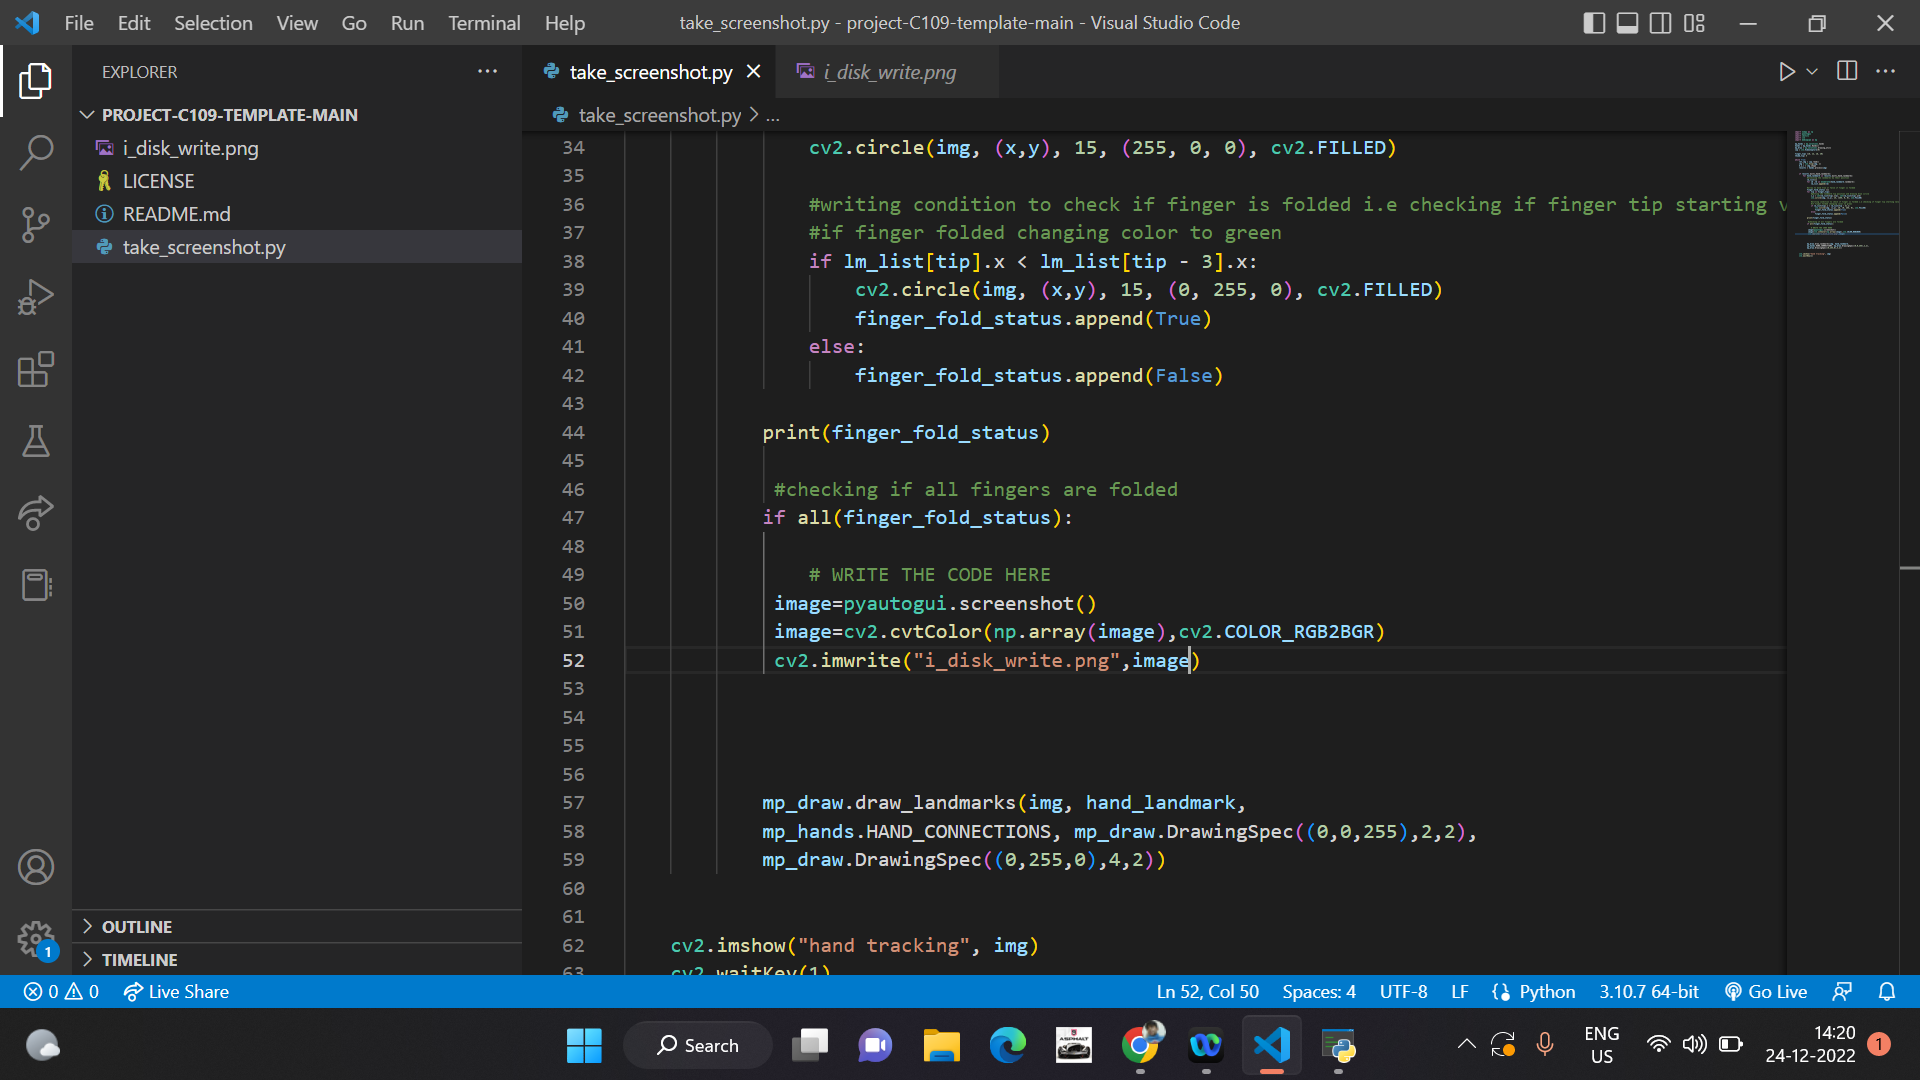 File Edit Selection View Go Run Terminal Help
take_screenshot.py - project-C109-template-main - Visual Studio Code
EXPLORER
PROJECT-C109-TEMPLATE-MAIN
i_disk_write.png
LICENSE
README.md
take_screenshot.py
OUTLINE
TIMELINE
take_screenshot.py
i_disk_write.png
take_screenshot.py > ...
34 cv2.circle(img, (x,y), 15, (255, 0, 0), cv2.FILLED)
35
36 #writing condition to check if finger is folded i.e checking if finger tip starting v
37 #if finger folded changing color to green
38 if lm_list[tip].x < lm_list[tip - 3].x:
39 cv2.circle(img, (x,y), 15, (0, 255, 0), cv2.FILLED)
40 finger_fold_status.append(True)
41 else:
42 finger_fold_status.append(False)
43
44 print(finger_fold_status)
45
46 #checking if all fingers are folded
47 if all(finger_fold_status):
48
49 # WRITE THE CODE HERE
50 image=pyautogui.screenshot()
51 image=cv2.cvtColor(np.array(image),cv2.COLOR_RGB2BGR)
52 cv2.imwrite("i_disk_write.png",image)
53
54
55
56
57 mp_draw.draw_landmarks(img, hand_landmark,
58 mp_hands.HAND_CONNECTIONS, mp_draw.DrawingSpec((0,0,255),2,2),
59 mp_draw.DrawingSpec((0,255,0),4,2))
60
61
62 cv2.imshow("hand tracking", img)
63 cv2.waitKey(1)
1
0 0 Live Share
Ln 52, Col 50 Spaces: 4 UTF-8 LF Python 3.10.7 64-bit Go Live
Search
ASPHALT
ENG
US
14:20
24-12-2022
1